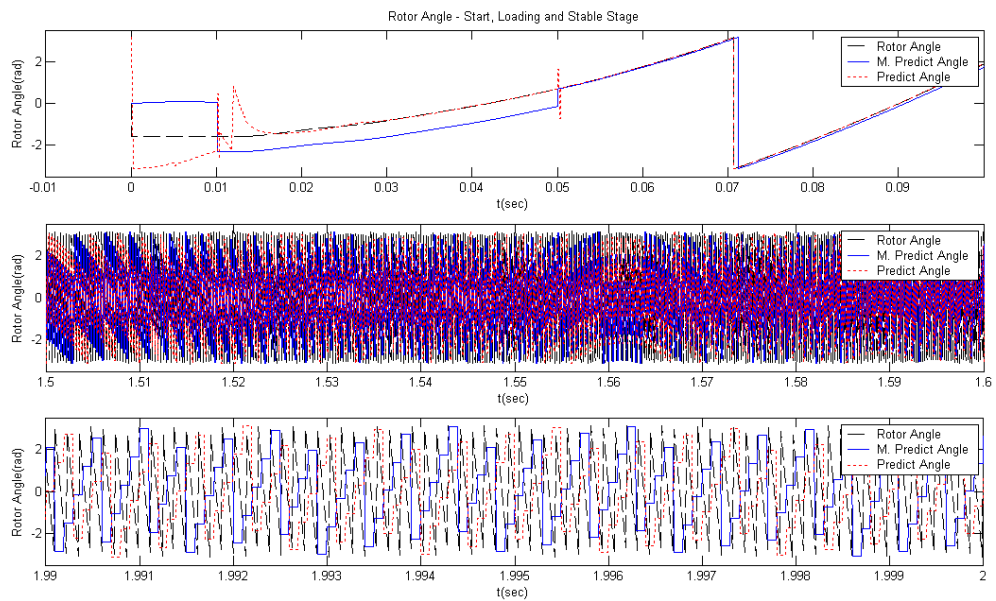 Rotor Angle - Start, Loading and Stable Stage
Rotor Angle(rad)
2
0
-2
Rotor Angle
M. Predict Angle
Predict Angle
-0.01 0 0.01 0.02 0.03 0.04 0.05 0.06 0.07 0.08 0.09
t(sec)
Rotor Angle(rad)
2
0
-2
Rotor Angle
M. Predict Angle
Predict Angle
1.5 1.51 1.52 1.53 1.54 1.55 1.56 1.57 1.58 1.59 1.6
t(sec)
Rotor Angle(rad)
2
0
-2
Rotor Angle
M. Predict Angle
Predict Angle
1.99 1.991 1.992 1.993 1.994 1.995 1.996 1.997 1.998 1.999 2
t(sec)